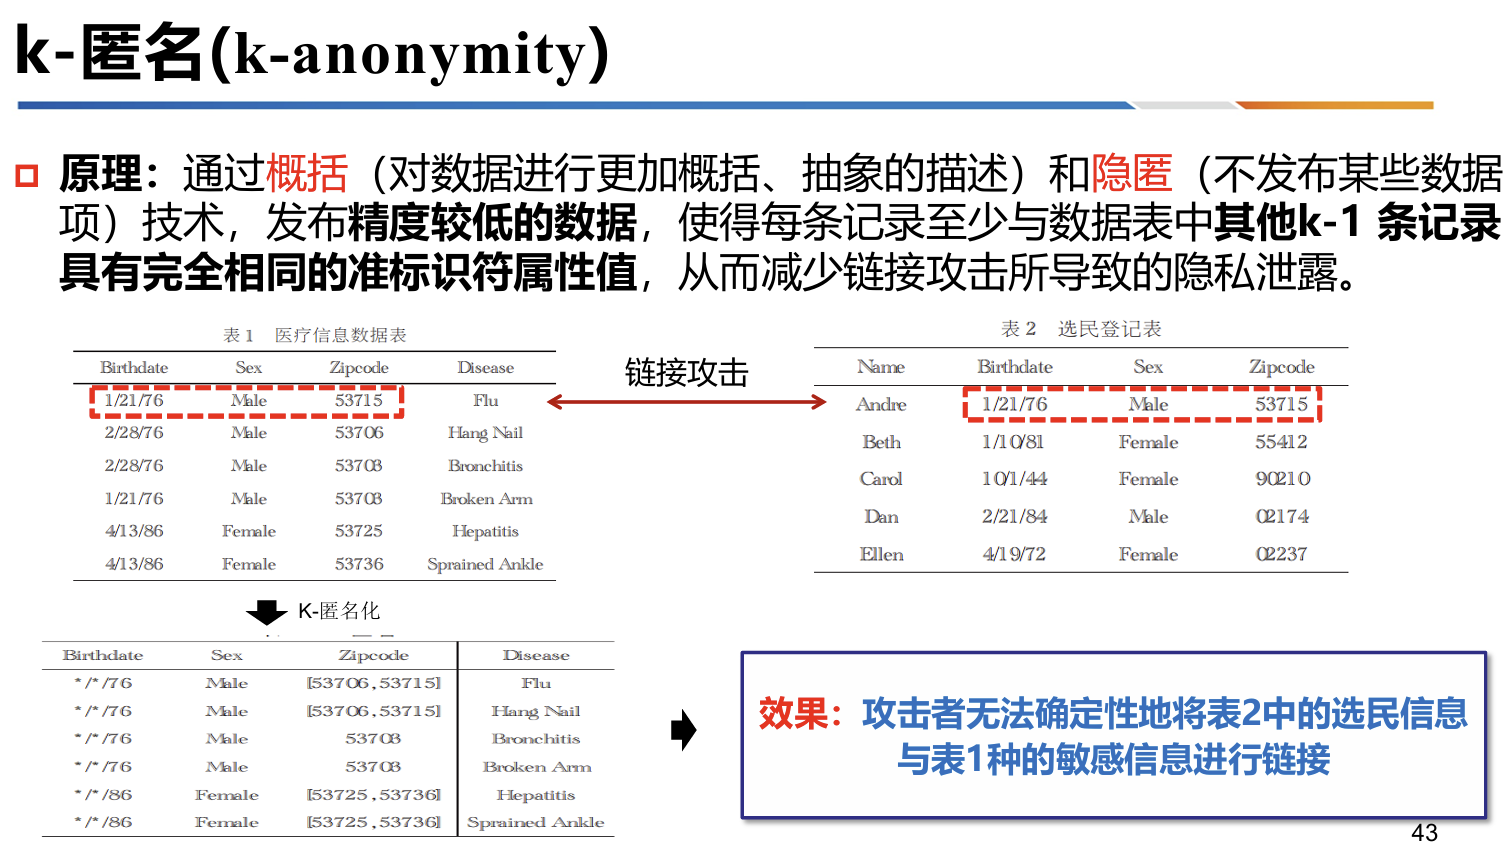 k-匿名(k-anonymity)
原理：通过概括（对数据进行更加概括、抽象的描述）和隐匿（不发布某些数据
项）技术，发布精度较低的数据，使得每条记录至少与数据表中其他k-1 条记录
具有完全相同的准标识符属性值，从而减少链接攻击所导致的隐私泄露。
表 1 医疗信息数据表
Birthdate Sex Zipcode Disease
1/21/76 Male 53715 Flu
2/28/76 Male 53706 Hang Nail
2/28/76 Male 53703 Bronchitis
1/21/76 Male 53703 Broken Arm
4/13/86 Female 53725 Hepatitis
4/13/86 Female 53736 Sprained Ankle
链接攻击
表 2 选民登记表
Name Birthdate Sex Zipcode
Andre 1/21/76 Male 53715
Beth 1/10/81 Female 55412
Carol 10/1/44 Female 90210
Dan 2/21/84 Male 02174
Ellen 4/19/72 Female 02237
K-匿名化
Birthdate Sex Zipcode Disease
*/*/76 Male [53706,53715] Flu
*/*/76 Male [53706,53715] Hang Nail
*/*/76 Male 53703 Bronchitis
*/*/76 Male 53703 Broken Arm
*/*/86 Female [53725,53736] Hepatitis
*/*/86 Female [53725,53736] Sprained Ankle
效果：攻击者无法确定性地将表2中的选民信息
与表1种的敏感信息进行链接
43